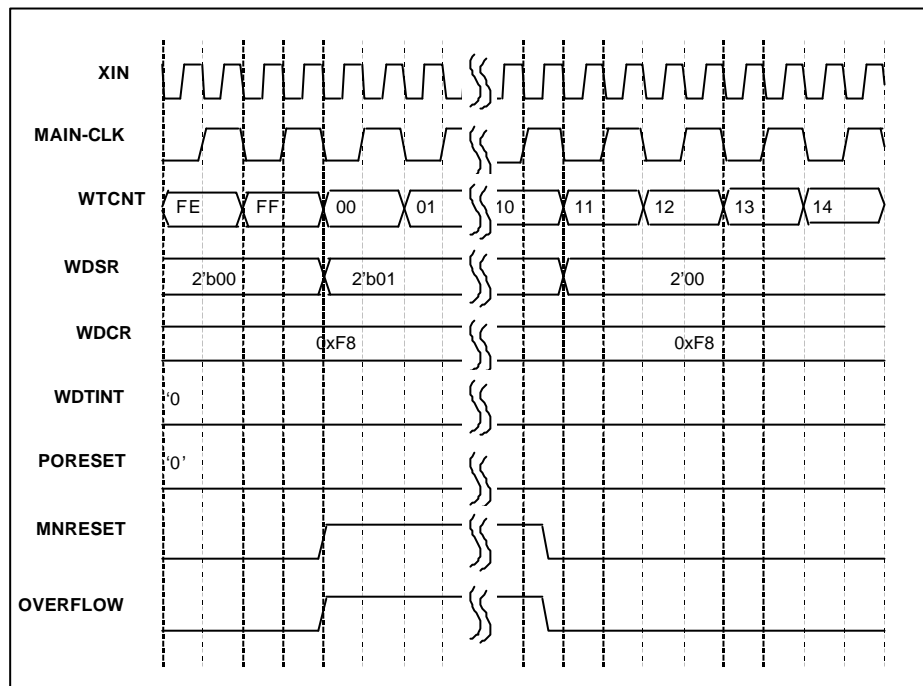 XIN
MAIN-CLK
WTCNT FE FF 00 01 10 11 12 13 14
WDSR 2'b00 2'b01 2'00
WDCR 0xF8 0xF8
WDTINT '0
PORESET '0'
MNRESET
OVERFLOW